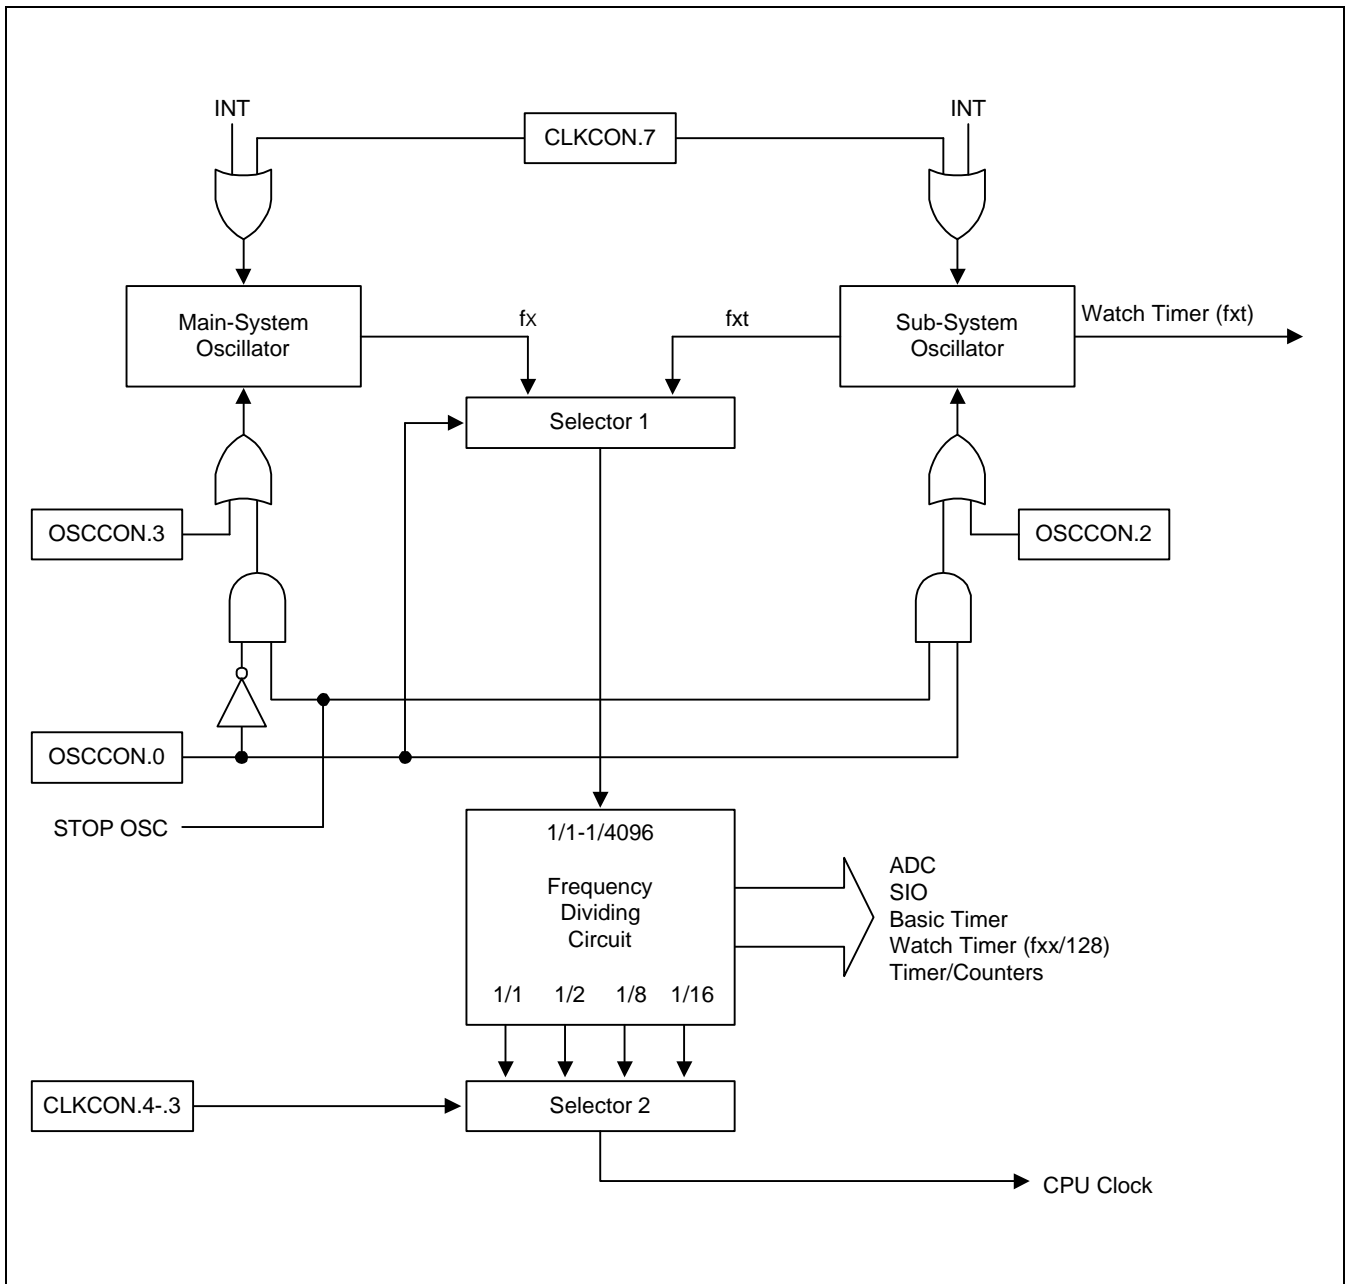 INT
CLKCON.7
INT
Main-System
Oscillator
fx
fxt
Sub-System
Oscillator
Watch Timer (fxt)
Selector 1
OSCCON.3
OSCCON.2
OSCCON.0
STOP OSC
1/1-1/4096
Frequency
Dividing
Circuit
1/1 1/2 1/8 1/16
ADC
SIO
Basic Timer
Watch Timer (fxx/128)
Timer/Counters
CLKCON.4-.3
Selector 2
CPU Clock